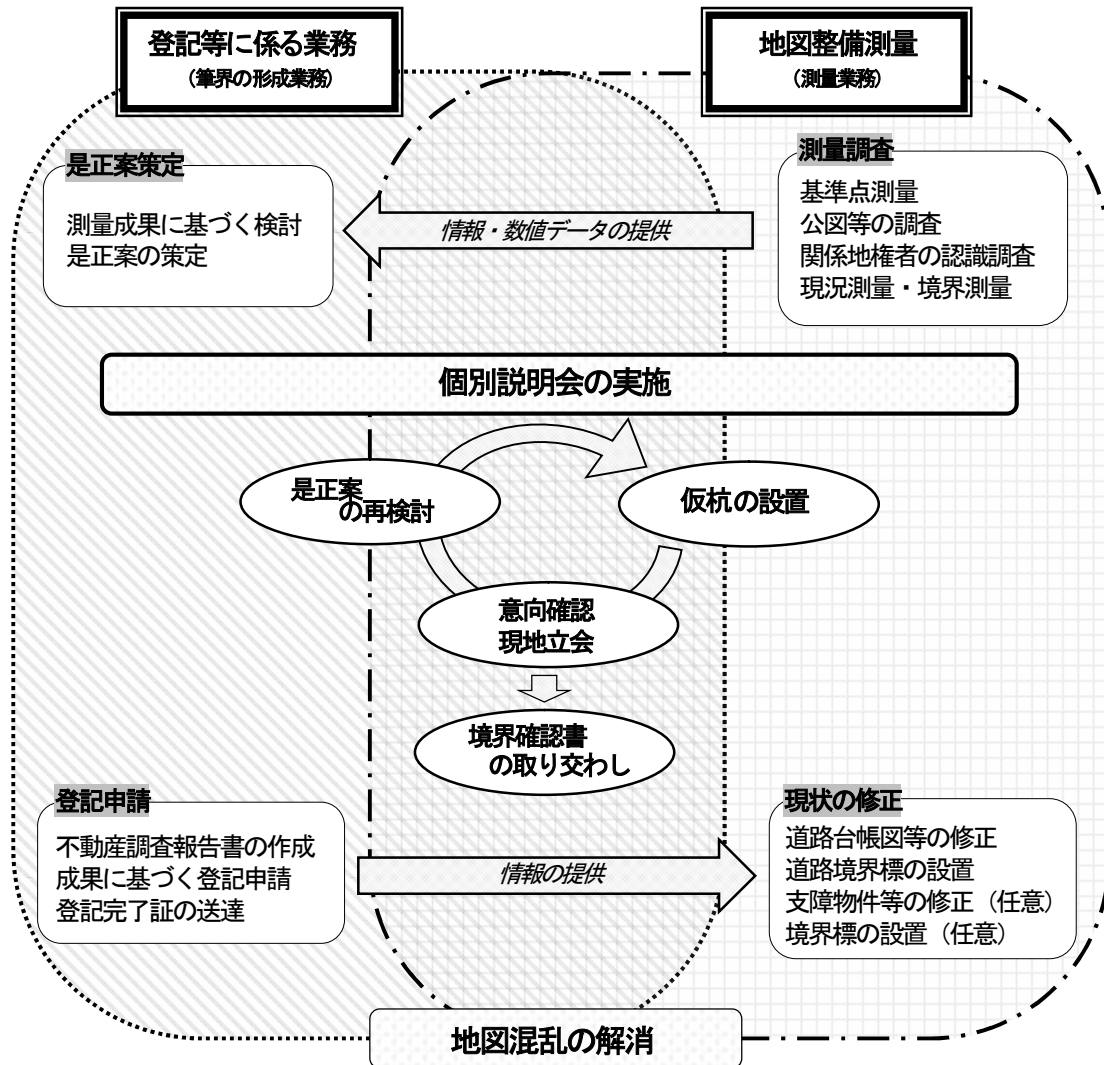 登記等に係る業務
（筆界の形成業務）
地図整備測量
（測量業務）
是正案策定
測量成果に基づく検討
是正案の策定
情報・数値データの提供
測量調査
基準点測量
公図等の調査
関係地権者の認識調査
現況測量・境界測量
個別説明会の実施
是正案
の再検討
仮杭の設置
意向確認
現地立会
境界確認書
の取り交わし
登記申請
不動産調査報告書の作成
成果に基づく登記申請
登記完了証の送達
情報の提供
現状の修正
道路台帳図等の修正
道路境界標の設置
支障物件等の修正（任意）
境界標の設置（任意）
地図混乱の解消